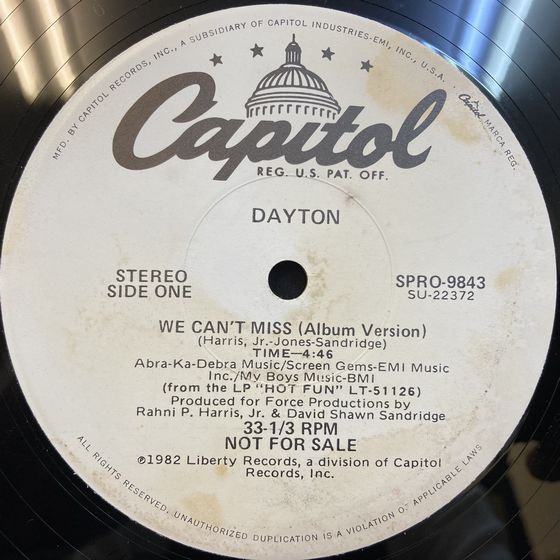 MFD. BY CAPITOL RECORDS, INC., A SUBSIDIARY OF CAPITOL INDUSTRIES-EMI, INC., U.S.A. . Capitol MARCA REG.
Capitol
REG. U.S. PAT. OFF.
DAYTON
STEREO
SIDE ONE
SPRO-9843
SU-22372
WE CAN'T MISS (Album Version)
(Harris, Jr.-Jones-Sandridge)
TIME—4:46
Abra-Ka-Debra Music/Screen Gems-EMI Music
Inc./My Boys Music-BMI
(from the LP "HOT FUN" LT-51126)
Produced for Force Productions by
Rahni P. Harris, Jr. & David Shawn Sandridge
33-1/3 RPM
NOT FOR SALE
℗1982 Liberty Records, a division of Capitol
Records, Inc.
ALL RIGHTS RESERVED. UNAUTHORIZED DUPLICATION IS A VIOLATION OF APPLICABLE LAWS